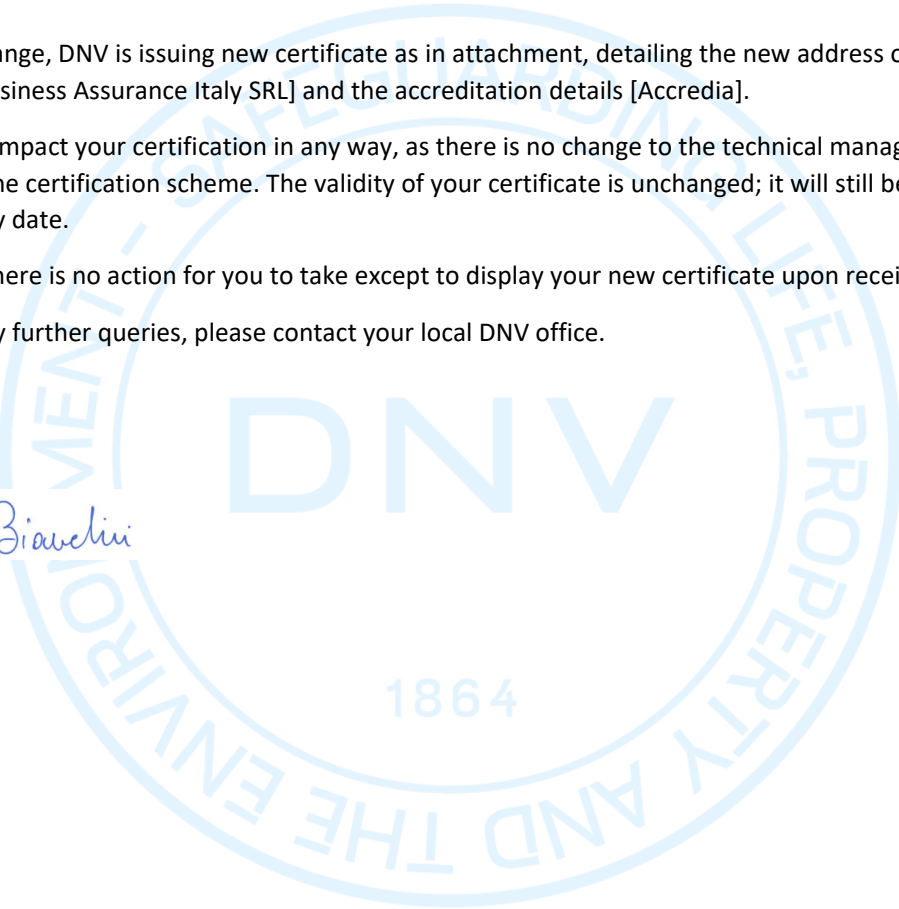 ange, DNV is issuing new certificate as in attachment, detailing the new address o
siness Assurance Italy SRL] and the accreditation details [Accredia].
mpact your certification in any way, as there is no change to the technical manag
ne certification scheme. The validity of your certificate is unchanged; it will still be
y date.
here is no action for you to take except to display your new certificate upon recei
y further queries, please contact your local DNV office.
SAFEGUARDING LIFE, PROPERTY AND THE ENVIRONMENT -
DNV
1864